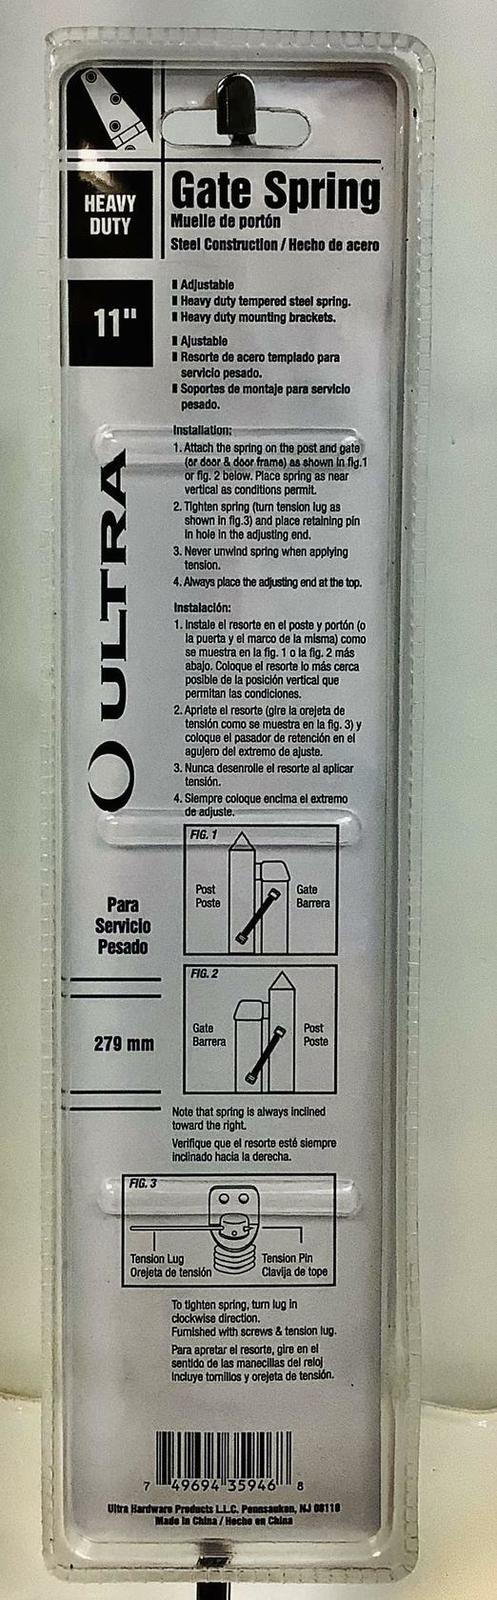 HEAVY
DUTY
Gate Spring
Muelle de portón
Steel Construction / Hecho de acero
11"
Adjustable
Heavy duty tempered steel spring.
Heavy duty mounting brackets.
Ajustable
Resorte de acero templado para
servicio pesado.
Soportes de montaje para servicio
pesado.
ULTRA
Installation:
1. Attach the spring on the post and gate
(or door & door frame) as shown in fig.1
or fig. 2 below. Place spring as near
vertical as conditions permit.
2. Tighten spring (turn tension lug as
shown in fig.3) and place retaining pin
in hole in the adjusting end.
3. Never unwind spring when applying
tension.
4. Always place the adjusting end at the top.
Instalación:
1. Instale el resorte en el poste y portón (o
la puerta y el marco de la misma) como
se muestra en la fig. 1 o la fig. 2 más
abajo. Coloque el resorte lo más cerca
posible de la posición vertical que
permitan las condiciones.
2. Apriete el resorte (gire la orejeta de
tensión como se muestra en la fig. 3) y
coloque el pasador de retención en el
agujero del extremo de ajuste.
3. Nunca desenrolle el resorte al aplicar
tensión.
4. Siempre coloque encima el extremo
de adjuste.
Para
Servicio
Pesado
279 mm
FIG. 1
Post
Poste
Gate
Barrera
FIG. 2
Gate
Barrera
Post
Poste
Note that spring is always inclined
toward the right.
Verifique que el resorte esté siempre
inclinado hacia la derecha.
FIG. 3
Tension Lug
Orejeta de tensión
Tension Pin
Clavija de tope
To tighten spring, turn lug in
clockwise direction.
Furnished with screws & tension lug.
Para apretar el resorte, gire en el
sentido de las manecillas del reloj
Incluye tornillos y orejeta de tensión.
7 49694 35946 8
Ultra Hardware Products L.L.C. Pennsauken, NJ 08110
Made in China / Hecho en China